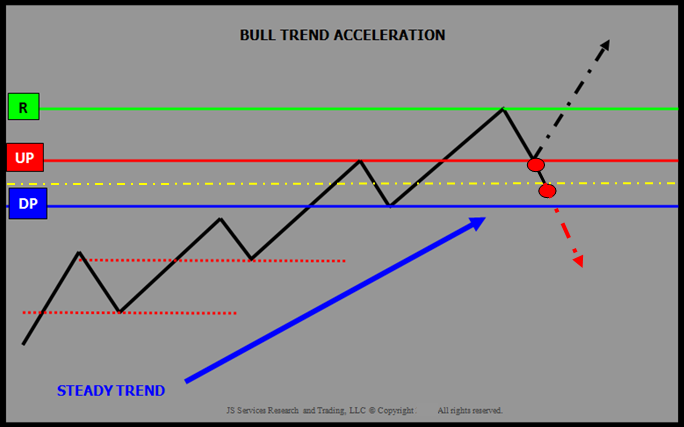 BULL TREND ACCELERATION
R
UP
DP
STEADY TREND
JS Services Research and Trading, LLC © Copyright All rights reserved.